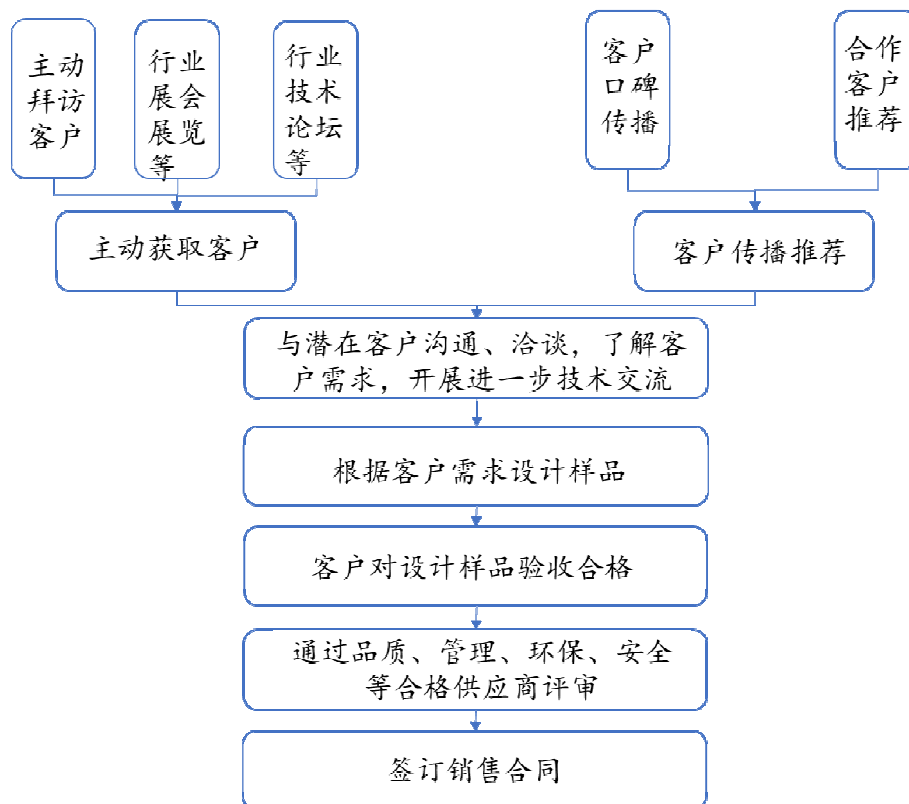 主动
拜访
客户
行业
展会
展览
等
行业
技术
论坛
等
客户
口碑
传播
合作
客户
推荐
主动获取客户
客户传播推荐
与潜在客户沟通、洽谈，了解客
户需求，开展进一步技术交流
根据客户需求设计样品
客户对设计样品验收合格
通过品质、管理、环保、安全
等合格供应商评审
签订销售合同